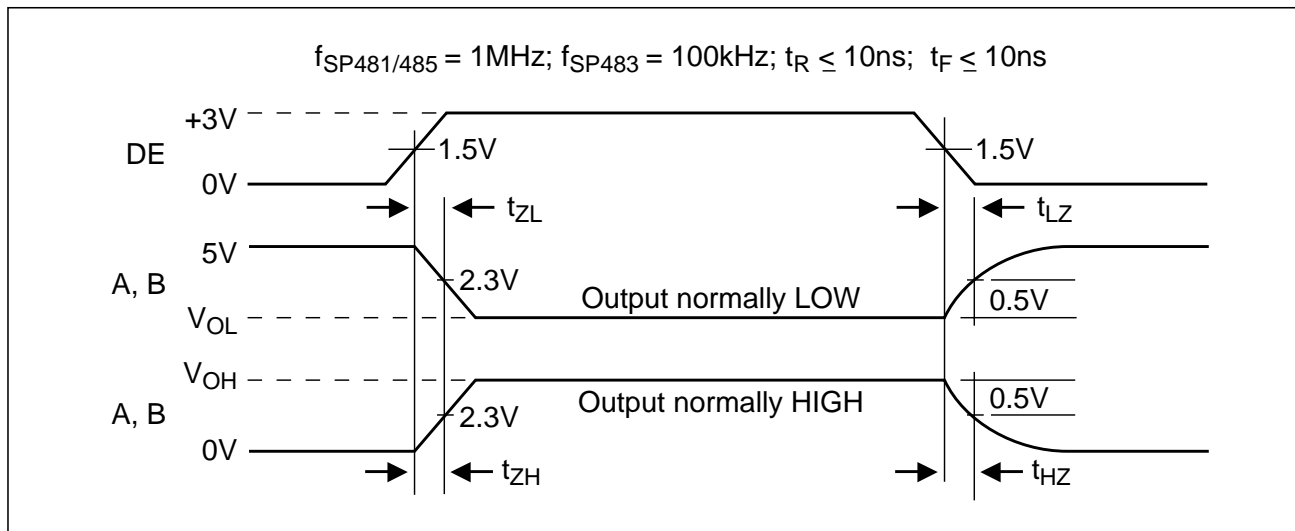 fSP481/485 = 1MHz; fSP483 = 100kHz; tR ≤ 10ns; tF ≤ 10ns
+3V
DE
1.5V
1.5V
0V
tZL
tLZ
5V
A, B
2.3V
Output normally LOW
0.5V
VOL
VOH
A, B
Output normally HIGH
0.5V
2.3V
0V
tZH
tHZ